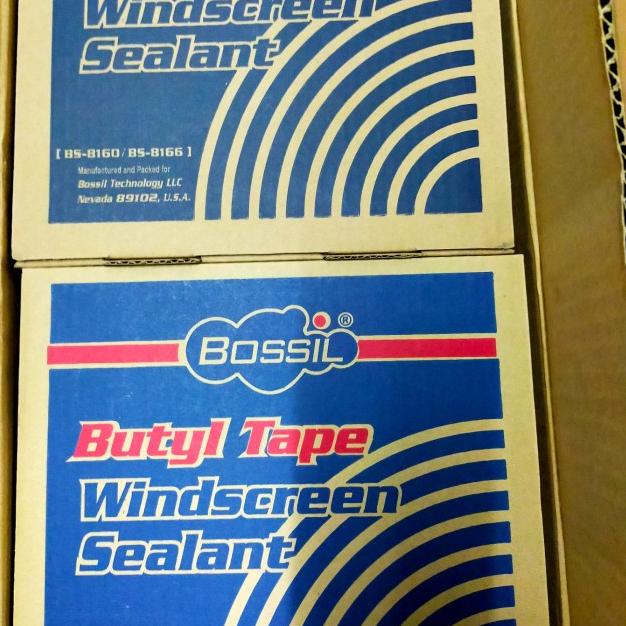 Windscreen
Sealant
[ BS-8160 / BS-8166 ]
Manufactured and Packed for
Bossil Technology LLC
Nevada 89102, U.S.A.
BOSSIL ®
Butyl Tape
Windscreen
Sealant